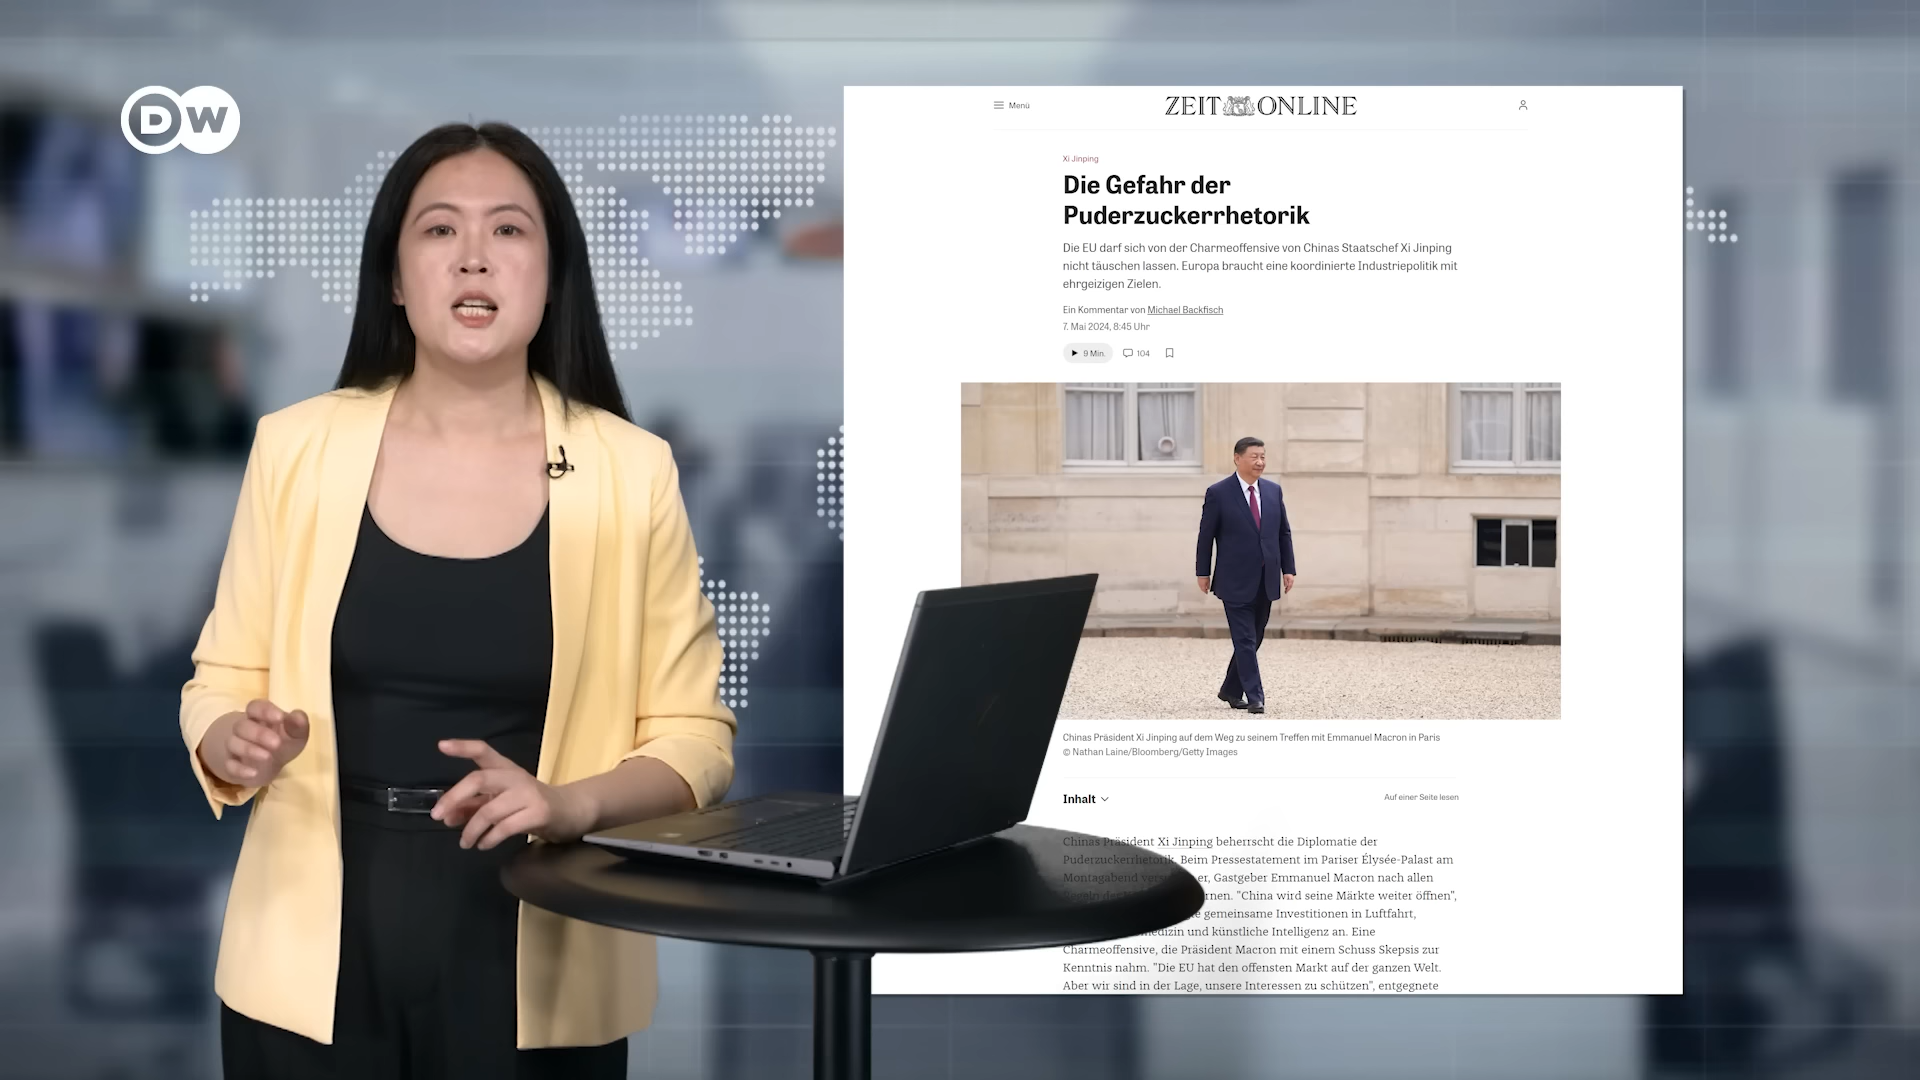 DW
Menü
ZEIT ONLINE
Xi Jinping
Die Gefahr der
Puderzuckerrhetorik
Die EU darf sich von der Charmeoffensive von Chinas Staatschef Xi Jinping
nicht täuschen lassen. Europa braucht eine koordinierte Industriepolitik mit
ehrgeizigen Zielen.
Ein Kommentar von Michael Backfisch
7. Mai 2024, 8:45 Uhr
9 Min. 104
Chinas Präsident Xi Jinping auf dem Weg zu seinem Treffen mit Emmanuel Macron in Paris
© Nathan Laine/Bloomberg/Getty Images
Inhalt
Auf einer Seite lesen
Chinas Präsident Xi Jinping beherrscht die Diplomatie der
Puderzuckerrhetorik. Beim Pressestatement im Pariser Élysée-Palast am
Montagabend er, Gastgeber Emmanuel Macron nach allen
"China wird seine Märkte weiter öffnen",
gemeinsame Investitionen in Luftfahrt,
und künstliche Intelligenz an. Eine
Charmeoffensive, die Präsident Macron mit einem Schuss Skepsis zur
Kenntnis nahm. "Die EU hat den offensten Markt auf der ganzen Welt.
Aber wir sind in der Lage, unsere Interessen zu schützen", entgegnete